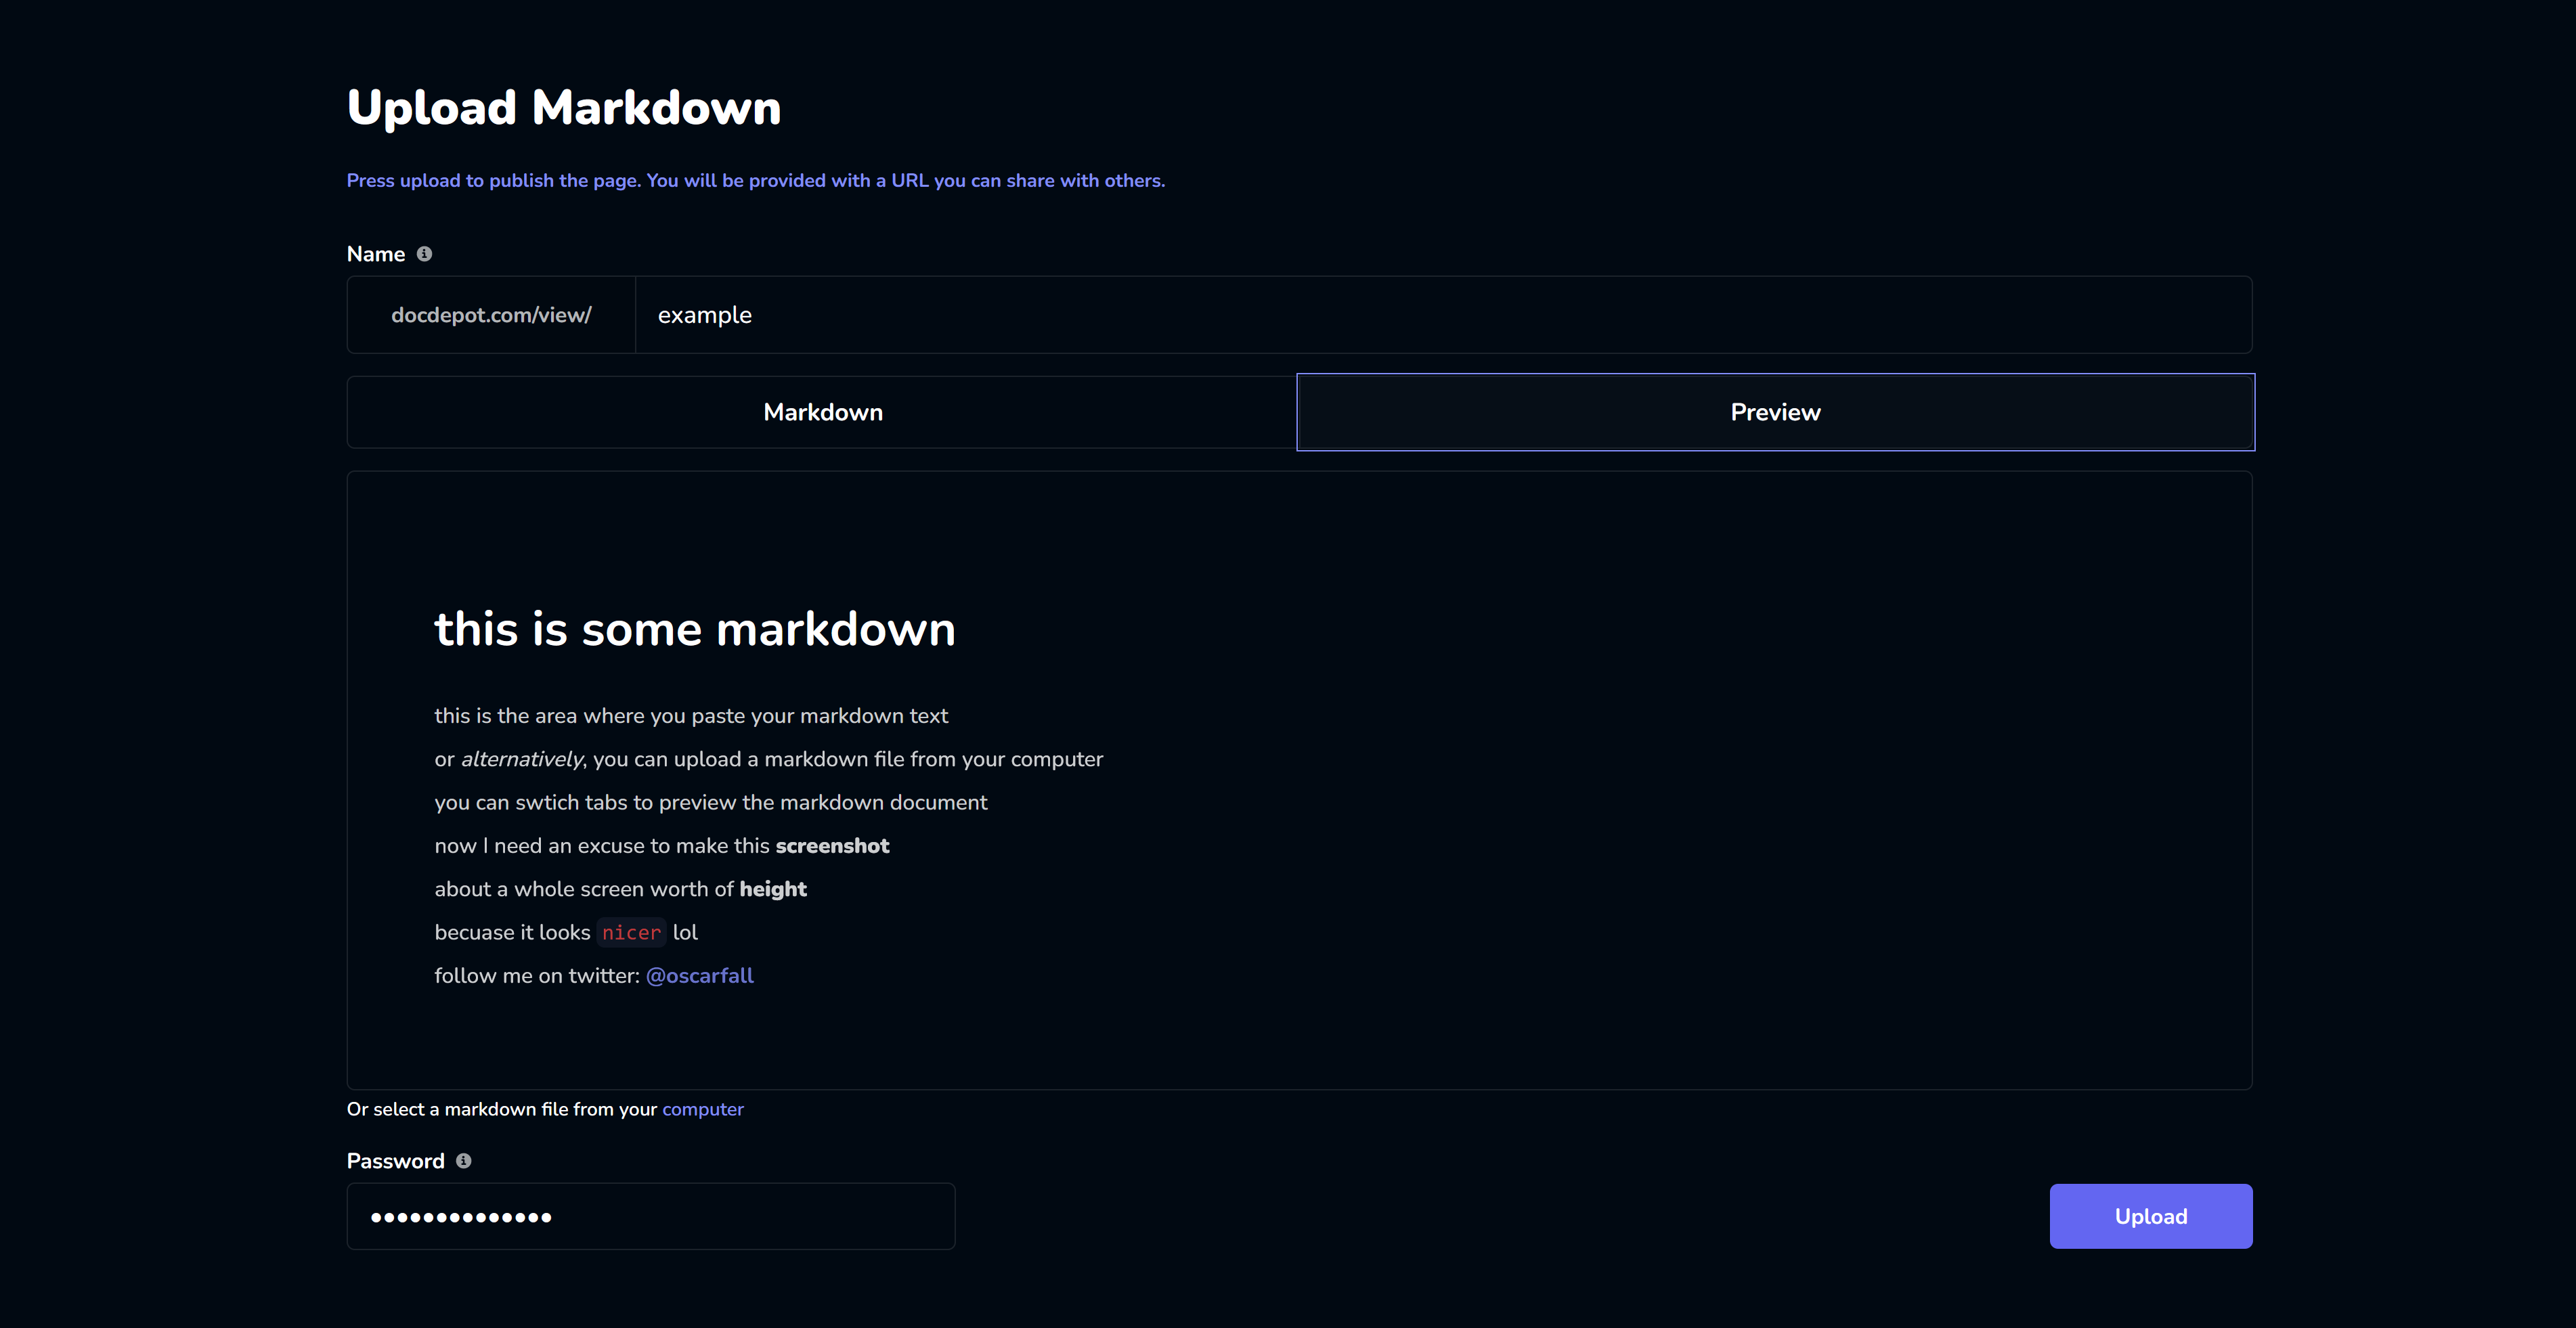 Upload Markdown
Press upload to publish the page. You will be provided with a URL you can share with others.
Name
docdepot.com/view/ example
Markdown Preview
this is some markdown
this is the area where you paste your markdown text
or alternatively, you can upload a markdown file from your computer
you can swtich tabs to preview the markdown document
now I need an excuse to make this screenshot
about a whole screen worth of height
becuase it looks nicer lol
follow me on twitter: @oscarfall
Or select a markdown file from your computer
Password
••••••••••••••
Upload